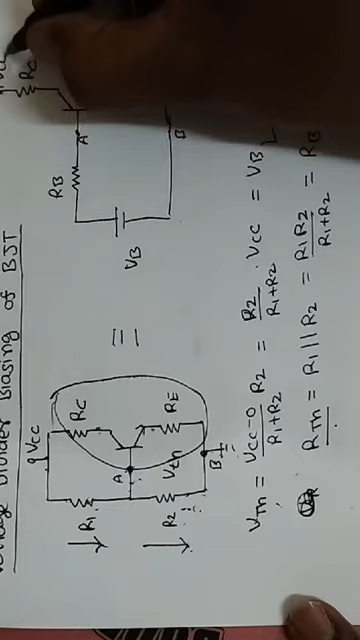 Voltage Divider Biasing of BJT
VCC
R1
RC
A
Vth
R2
RE
B
=
RB
RC
A
VB
B
VTh = VCC-0 / R1+R2 R2 = R2 / R1+R2 . VCC = VB
RTh = R1 || R2 = R1R2 / R1+R2 = RB